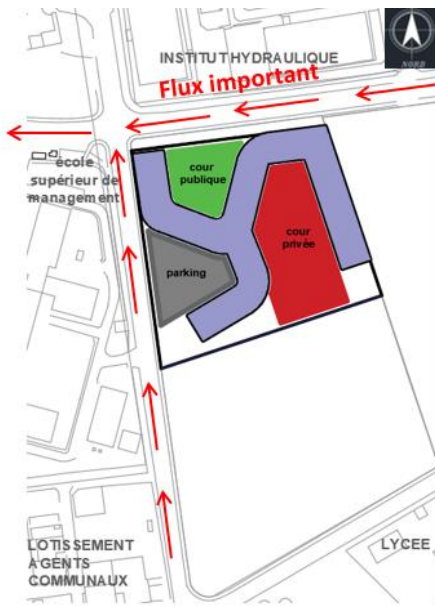 INSTITUT HYDRAULIQUE
NORD
Flux important
école
supérieur de
management
cour
publique
cour
privée
parking
LOTISSEMENT
AGENTS
COMMUNAUX
LYCEE